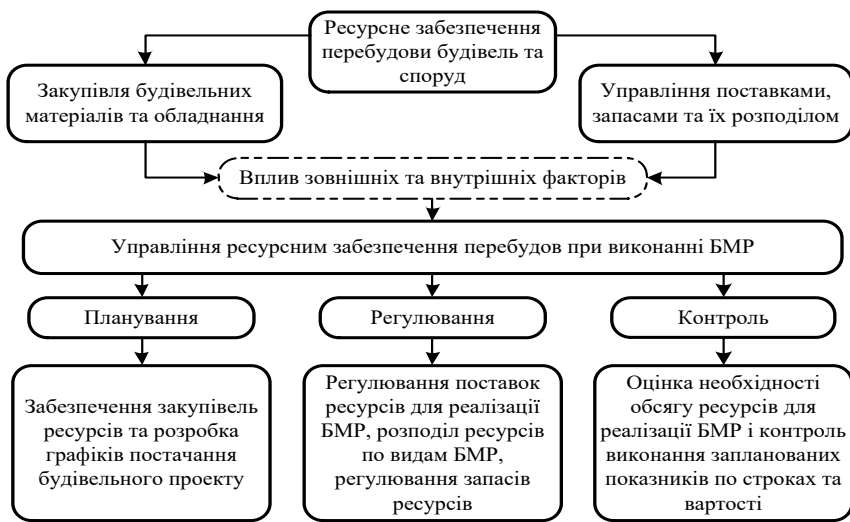 Ресурсне забезпечення
перебудови будівель та
споруд
Закупівля будівельних
матеріалів та обладнання
Управління поставками,
запасами та їх розподілом
Вплив зовнішніх та внутрішніх факторів
Управління ресурсним забезпечення перебудов при виконанні БМР
Планування
Регулювання
Контроль
Забезпечення закупівель
ресурсів та розробка
графіків постачання
будівельного проекту
Регулювання поставок
ресурсів для реалізації
БМР, розподіл ресурсів
по видам БМР,
регулювання запасів
ресурсів
Оцінка необхідності
обсягу ресурсів для
реалізації БМР і контроль
виконання запланованих
показників по строках та
вартості